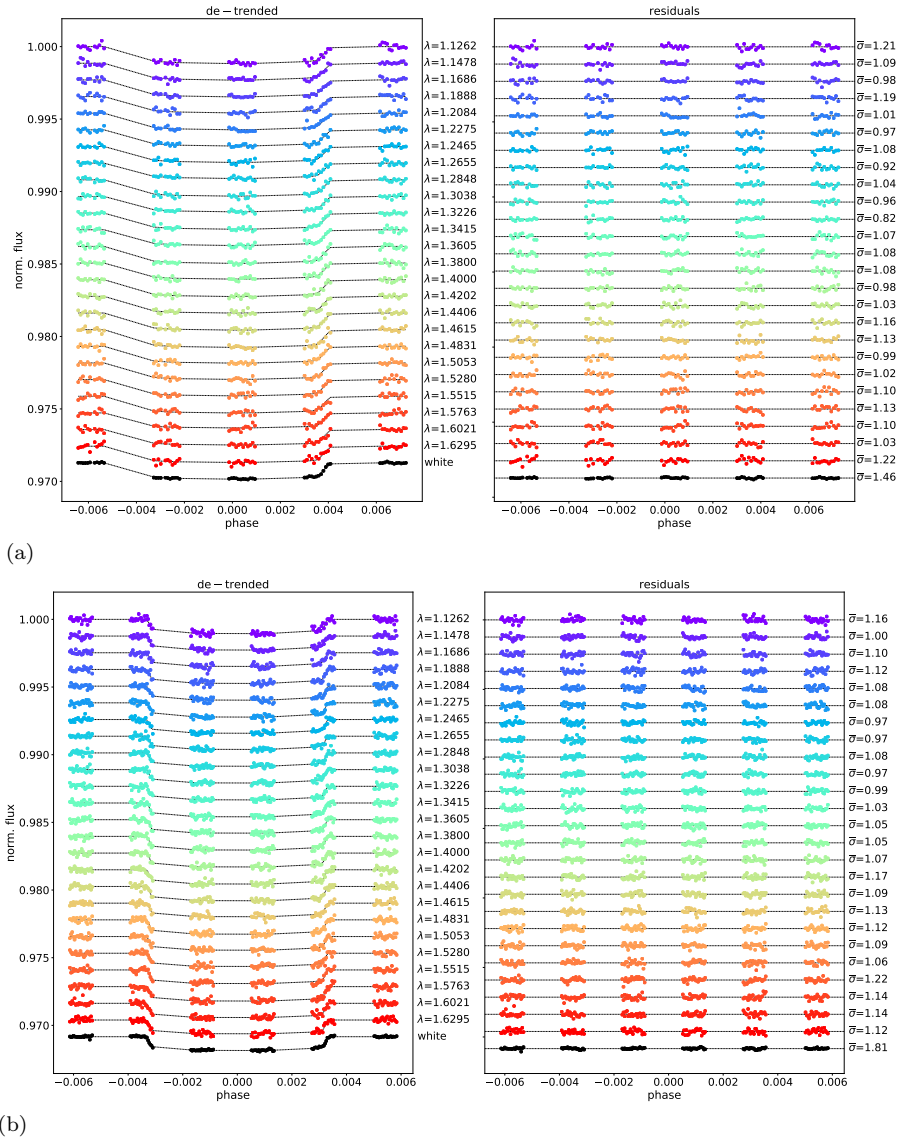 de − trended
residuals
norm. flux
1.000
0.995
0.990
0.985
0.980
0.975
0.970
λ=1.1262
λ=1.1478
λ=1.1686
λ=1.1888
λ=1.2084
λ=1.2275
λ=1.2465
λ=1.2655
λ=1.2848
λ=1.3038
λ=1.3226
λ=1.3415
λ=1.3605
λ=1.3800
λ=1.4000
λ=1.4202
λ=1.4406
λ=1.4615
λ=1.4831
λ=1.5053
λ=1.5280
λ=1.5515
λ=1.5763
λ=1.6021
λ=1.6295
white
σ̅=1.21
σ̅=1.09
σ̅=0.98
σ̅=1.19
σ̅=1.01
σ̅=0.97
σ̅=1.08
σ̅=0.92
σ̅=1.04
σ̅=0.96
σ̅=0.82
σ̅=1.07
σ̅=1.08
σ̅=1.08
σ̅=0.98
σ̅=1.03
σ̅=1.16
σ̅=1.13
σ̅=0.99
σ̅=1.02
σ̅=1.10
σ̅=1.13
σ̅=1.10
σ̅=1.03
σ̅=1.22
σ̅=1.46
−0.006 −0.004 −0.002 0.000 0.002 0.004 0.006
phase
−0.006 −0.004 −0.002 0.000 0.002 0.004 0.006
phase
(a)
de − trended
residuals
norm. flux
1.000
0.995
0.990
0.985
0.980
0.975
0.970
λ=1.1262
λ=1.1478
λ=1.1686
λ=1.1888
λ=1.2084
λ=1.2275
λ=1.2465
λ=1.2655
λ=1.2848
λ=1.3038
λ=1.3226
λ=1.3415
λ=1.3605
λ=1.3800
λ=1.4000
λ=1.4202
λ=1.4406
λ=1.4615
λ=1.4831
λ=1.5053
λ=1.5280
λ=1.5515
λ=1.5763
λ=1.6021
λ=1.6295
white
σ̅=1.16
σ̅=1.00
σ̅=1.10
σ̅=1.12
σ̅=1.08
σ̅=1.08
σ̅=0.97
σ̅=0.97
σ̅=1.08
σ̅=0.97
σ̅=0.99
σ̅=1.03
σ̅=1.05
σ̅=1.05
σ̅=1.07
σ̅=1.17
σ̅=1.09
σ̅=1.13
σ̅=1.12
σ̅=1.09
σ̅=1.06
σ̅=1.22
σ̅=1.14
σ̅=1.14
σ̅=1.12
σ̅=1.81
−0.006 −0.004 −0.002 0.000 0.002 0.004 0.006
phase
−0.006 −0.004 −0.002 0.000 0.002 0.004 0.006
phase
(b)